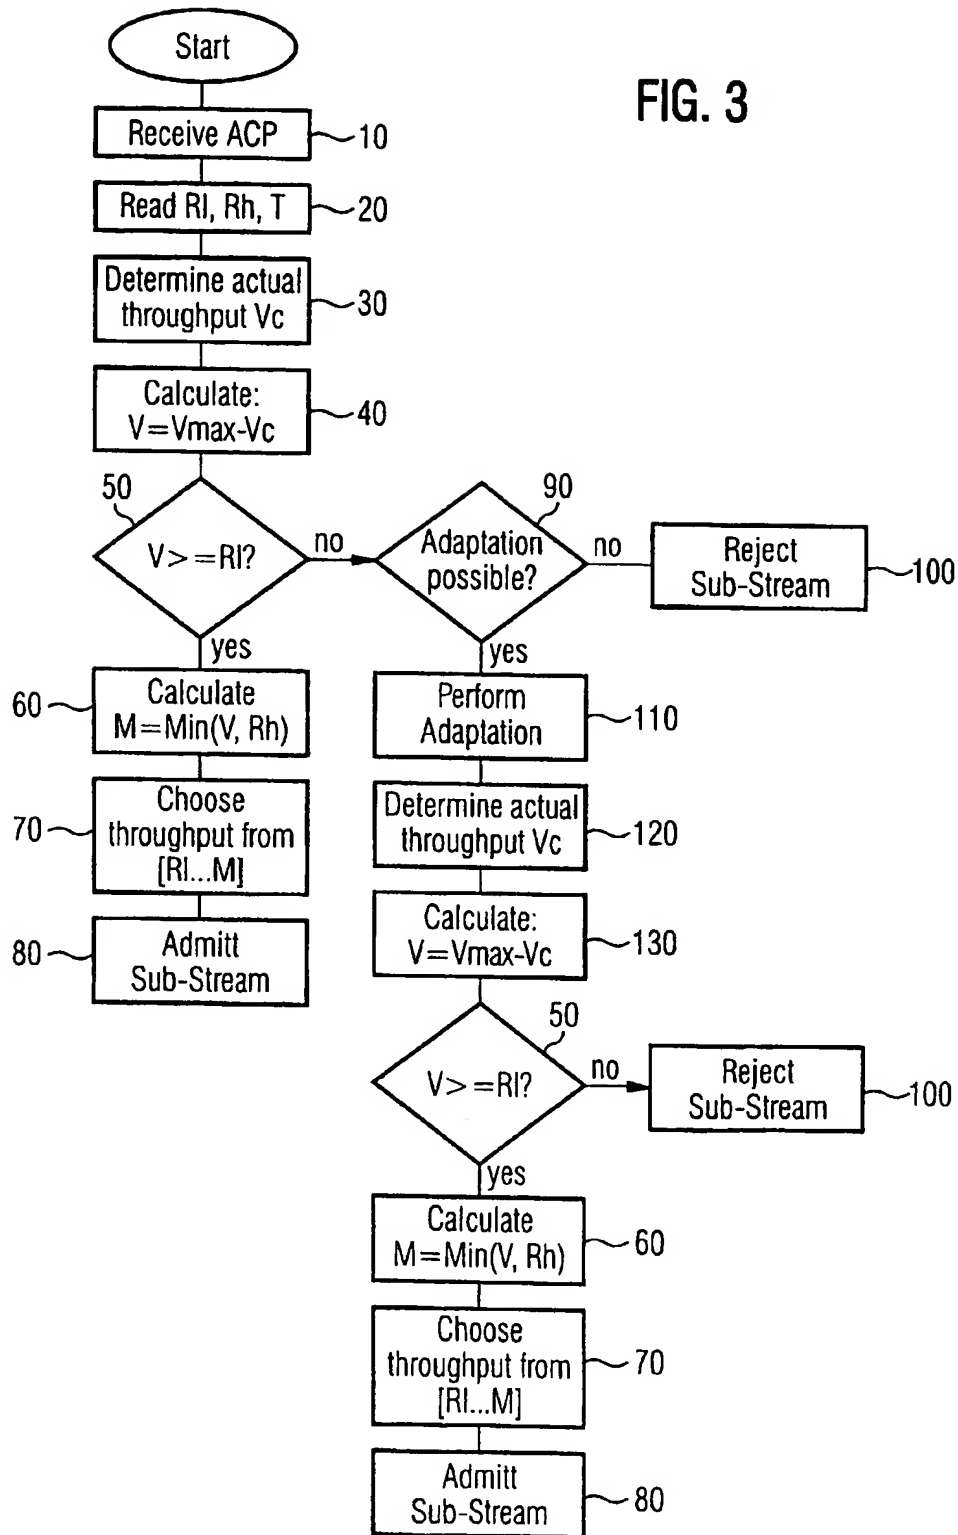 Start
FIG. 3
Receive ACP
10
Read Rl, Rh, T
20
Determine actual
throughput Vc
30
Calculate:
V=Vmax-Vc
40
50
V>=Rl?
no
90
Adaptation
possible?
no
Reject
Sub-Stream
100
yes
60
Calculate
M=Min(V, Rh)
70
Choose
throughput from
[Rl...M]
80
Admitt
Sub-Stream
yes
Perform
Adaptation
110
Determine actual
throughput Vc
120
Calculate:
V=Vmax-Vc
130
50
V>=Rl?
no
Reject
Sub-Stream
100
yes
Calculate
M=Min(V, Rh)
60
Choose
throughput from
[Rl...M]
70
Admitt
Sub-Stream
80